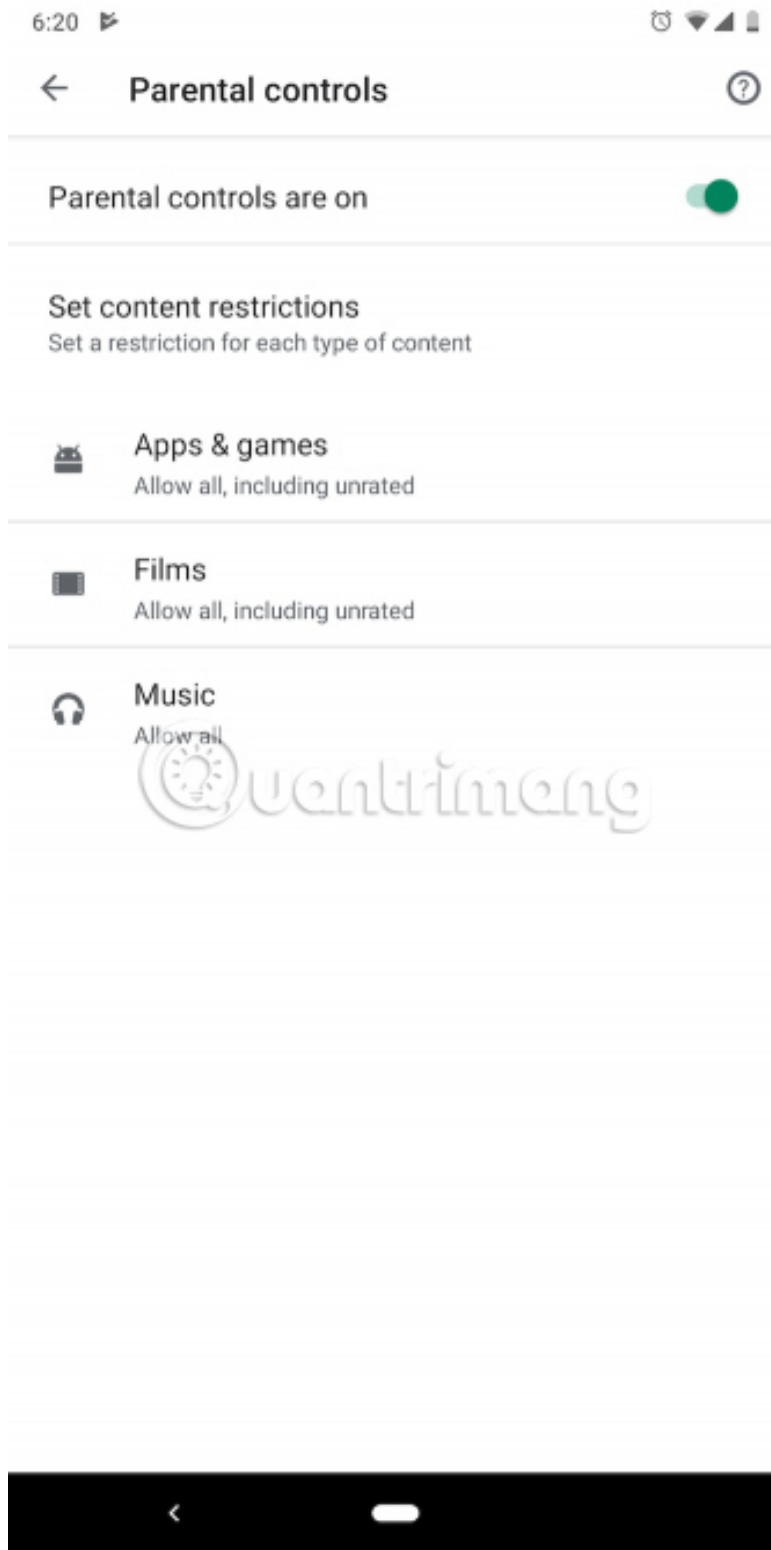 6:20
Parental controls
Parental controls are on
Set content restrictions
Set a restriction for each type of content
Apps & games
Allow all, including unrated
Films
Allow all, including unrated
Music
Allow all
Quantrimang